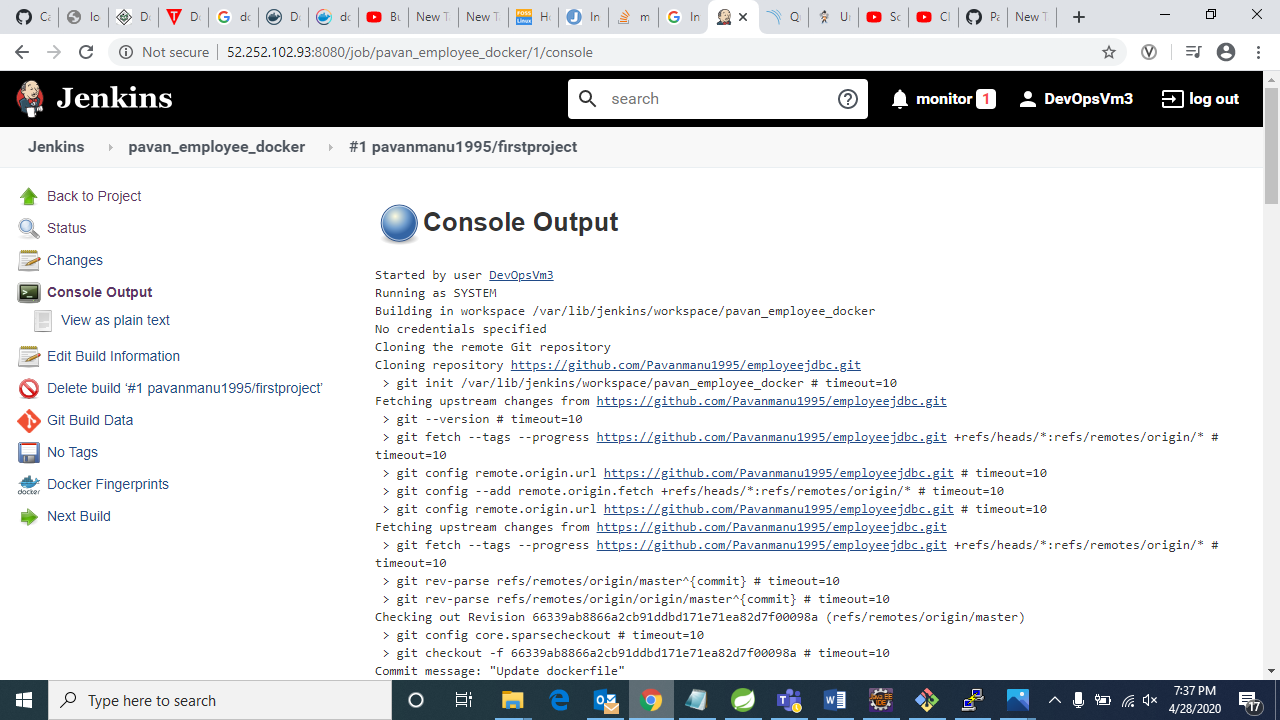 Ca
Io
Do
Do
do
Do
do
Bu
New Ta
New Ta
Ho
In
m
In
Q
Ur
Sc
Cl
Pa
New T
Not secure
52.252.102.93:8080/job/pavan_employee_docker/1/console
Jenkins
search
monitor 1
DevOpsVm3
log out
Jenkins
pavan_employee_docker
#1 pavanmanu1995/firstproject
Back to Project
Status
Changes
Console Output
View as plain text
Edit Build Information
Delete build ‘#1 pavanmanu1995/firstproject’
Git Build Data
No Tags
docker
Docker Fingerprints
Next Build
Console Output
Started by user DevOpsVm3
Running as SYSTEM
Building in workspace /var/lib/jenkins/workspace/pavan_employee_docker
No credentials specified
Cloning the remote Git repository
Cloning repository https://github.com/Pavanmanu1995/employeejdbc.git
> git init /var/lib/jenkins/workspace/pavan_employee_docker # timeout=10
Fetching upstream changes from https://github.com/Pavanmanu1995/employeejdbc.git
> git --version # timeout=10
> git fetch --tags --progress https://github.com/Pavanmanu1995/employeejdbc.git +refs/heads/*:refs/remotes/origin/* #
timeout=10
> git config remote.origin.url https://github.com/Pavanmanu1995/employeejdbc.git # timeout=10
> git config --add remote.origin.fetch +refs/heads/*:refs/remotes/origin/* # timeout=10
> git config remote.origin.url https://github.com/Pavanmanu1995/employeejdbc.git # timeout=10
Fetching upstream changes from https://github.com/Pavanmanu1995/employeejdbc.git
> git fetch --tags --progress https://github.com/Pavanmanu1995/employeejdbc.git +refs/heads/*:refs/remotes/origin/* #
timeout=10
> git rev-parse refs/remotes/origin/master^{commit} # timeout=10
> git rev-parse refs/remotes/origin/origin/master^{commit} # timeout=10
Checking out Revision 66339ab8866a2cb91ddbd171e71ea82d7f00098a (refs/remotes/origin/master)
> git config core.sparsecheckout # timeout=10
> git checkout -f 66339ab8866a2cb91ddbd171e71ea82d7f00098a # timeout=10
Commit message: "Update dockerfile"
Type here to search
7:37 PM
4/28/2020
17